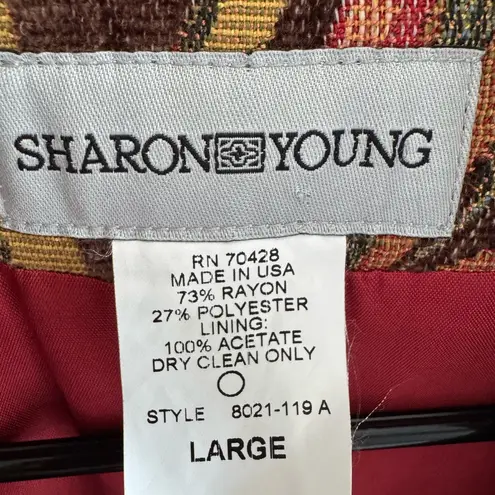 SHARON YOUNG
RN 70428
MADE IN USA
73% RAYON
27% POLYESTER
LINING:
100% ACETATE
DRY CLEAN ONLY
STYLE 8021-119 A
LARGE